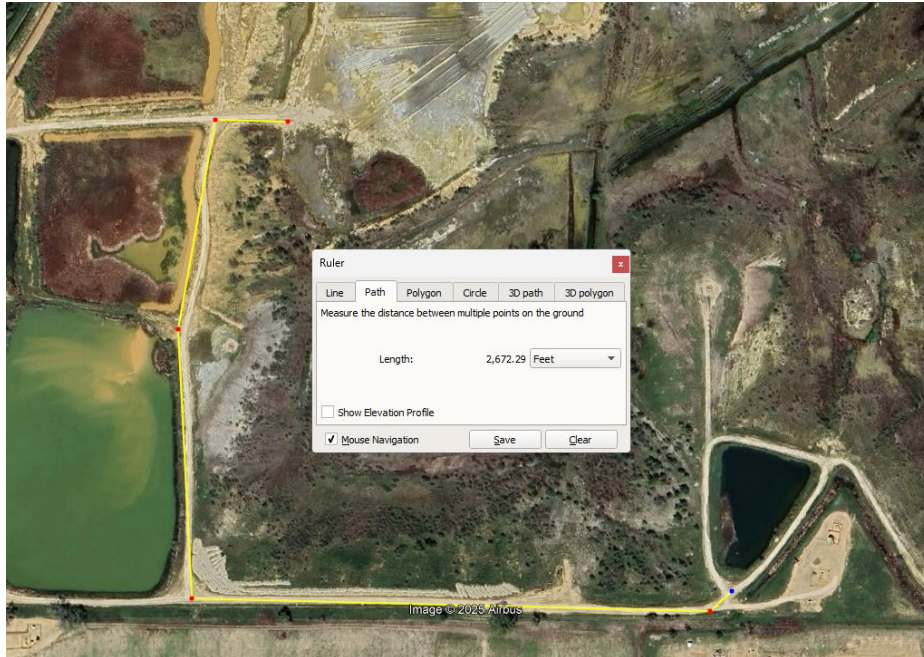 Ruler
x
Line Path Polygon Circle 3D path 3D polygon
Measure the distance between multiple points on the ground
Length: 2,672.29 Feet
Show Elevation Profile
Mouse Navigation Save Clear
Image © 2025 Airbus